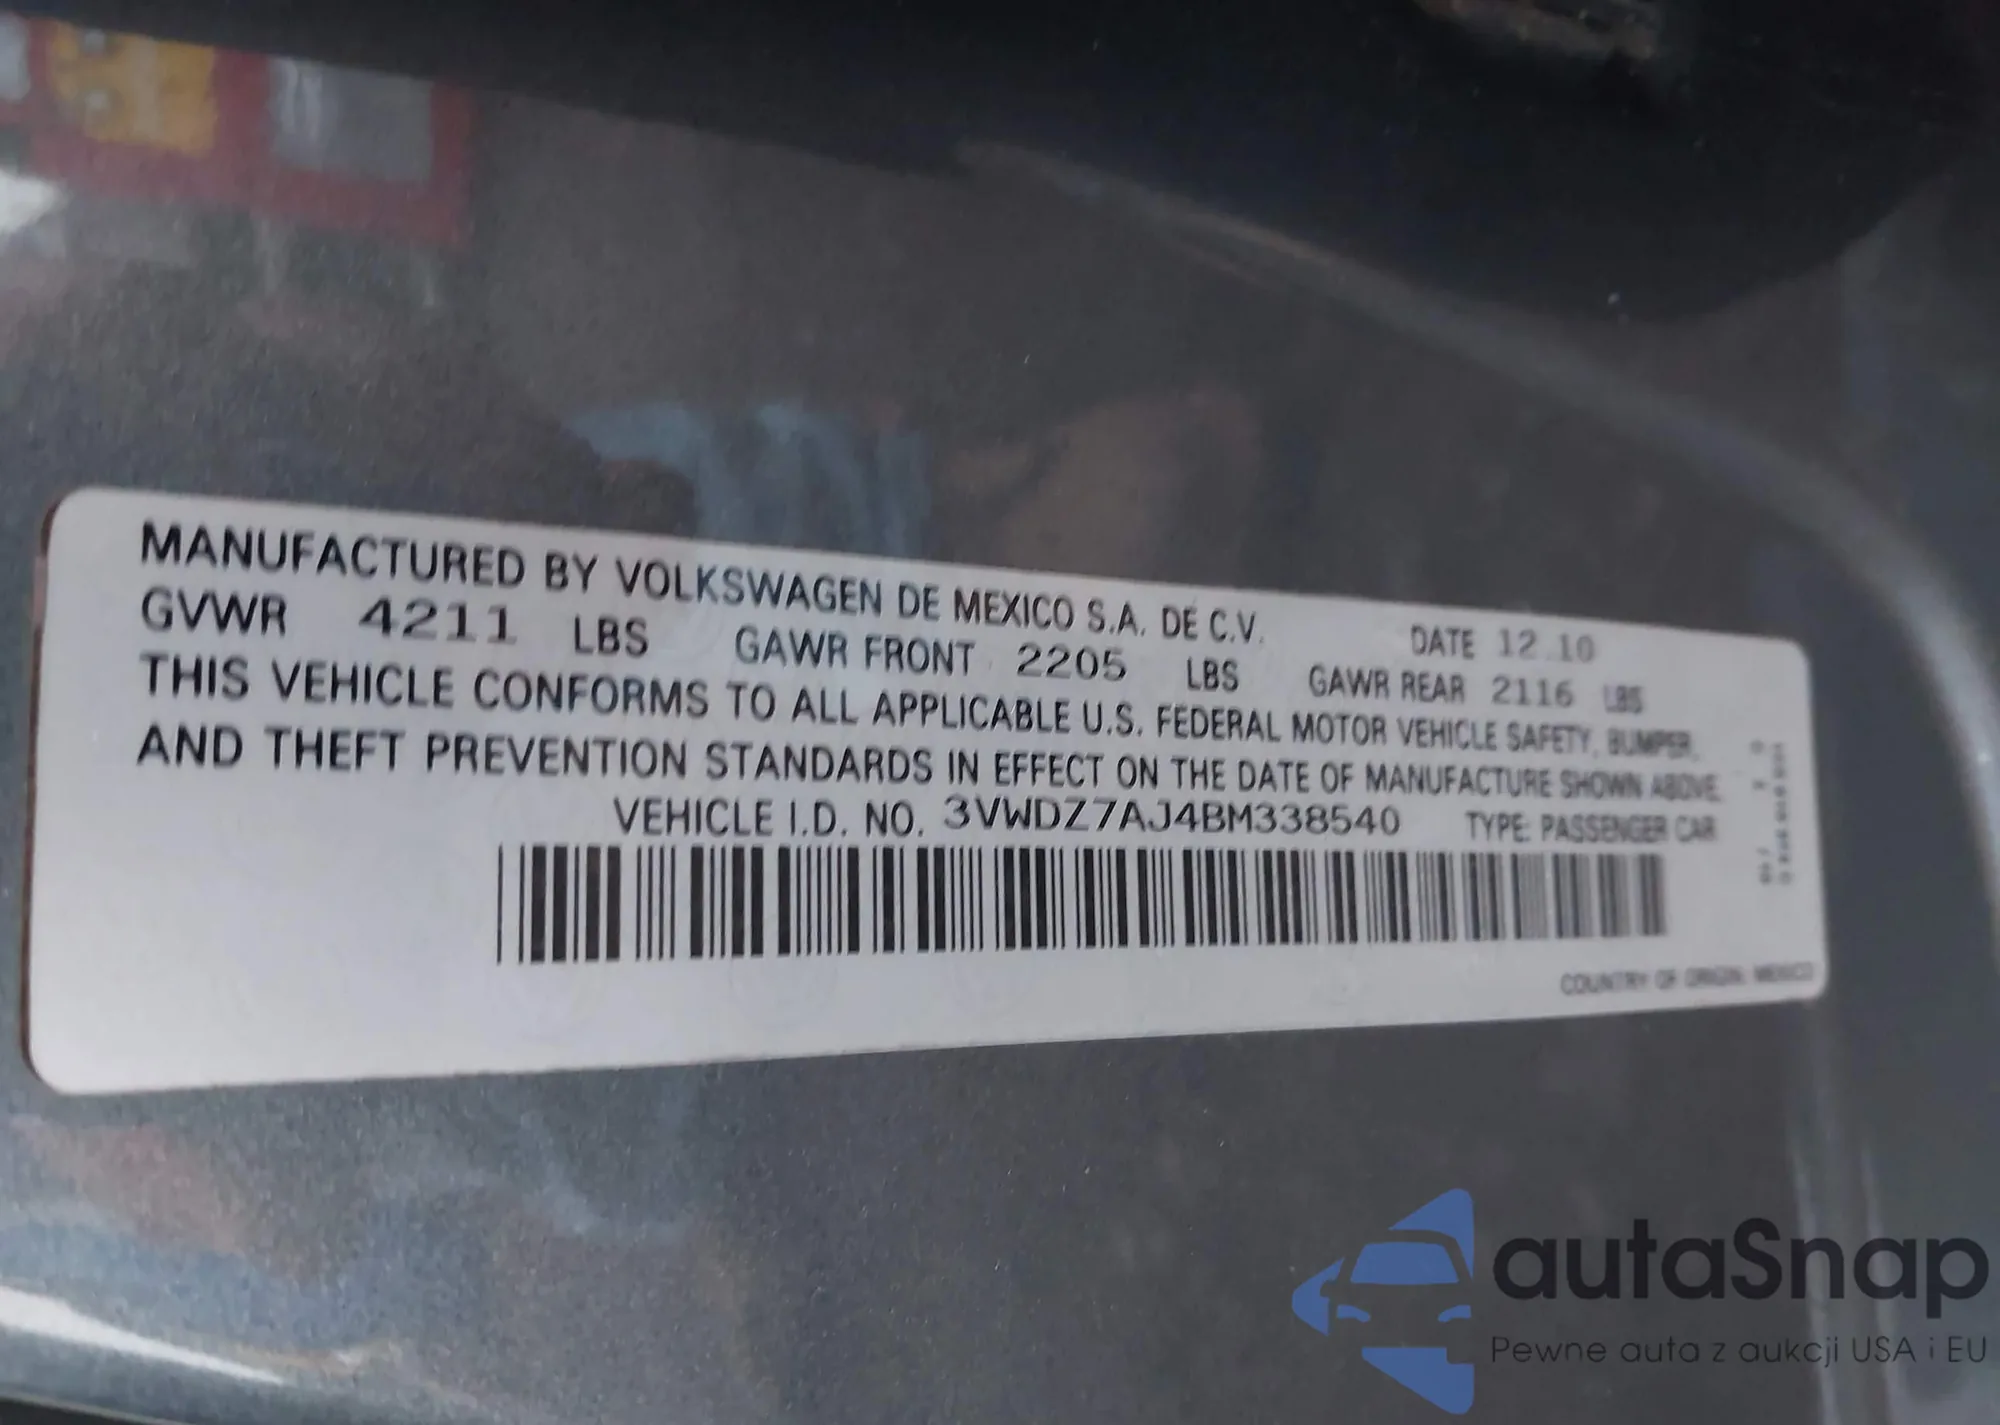 MANUFACTURED BY VOLKSWAGEN DE MEXICO S.A. DE C.V. DATE 12.10
GVWR 4211 LBS GAWR FRONT 2205 LBS GAWR REAR 2116 LBS
THIS VEHICLE CONFORMS TO ALL APPLICABLE U.S. FEDERAL MOTOR VEHICLE SAFETY, BUMPER,
AND THEFT PREVENTION STANDARDS IN EFFECT ON THE DATE OF MANUFACTURE SHOWN ABOVE.
VEHICLE I.D. NO. 3VWDZ7AJ4BM338540 TYPE: PASSENGER CAR
COUNTRY OF ORIGIN: MEXICO
autaSnap
Pewne auta z aukcji USA i EU